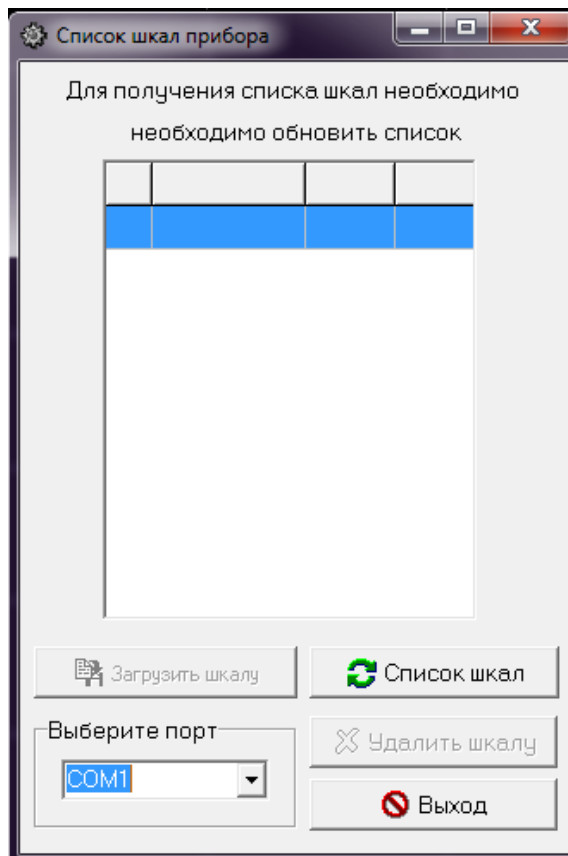 Список шкал прибора
Для получения списка шкал необходимо
необходимо обновить список
Загрузить шкалу
Список шкал
Выберите порт
COM1
Удалить шкалу
Выход